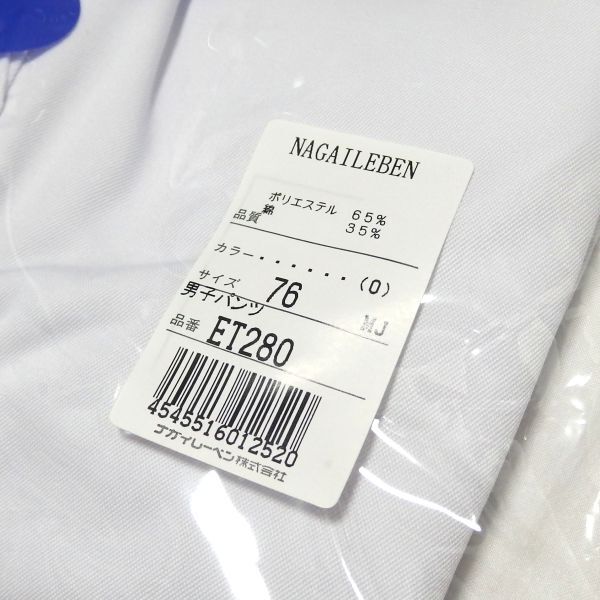 NAGAILEBEN
ポリエステル 65%
品質 綿 35%
カラー......(0)
サイズ 76
男子パンツ MJ
品番 ET280
4545516012520
ナガイレーベン株式会社